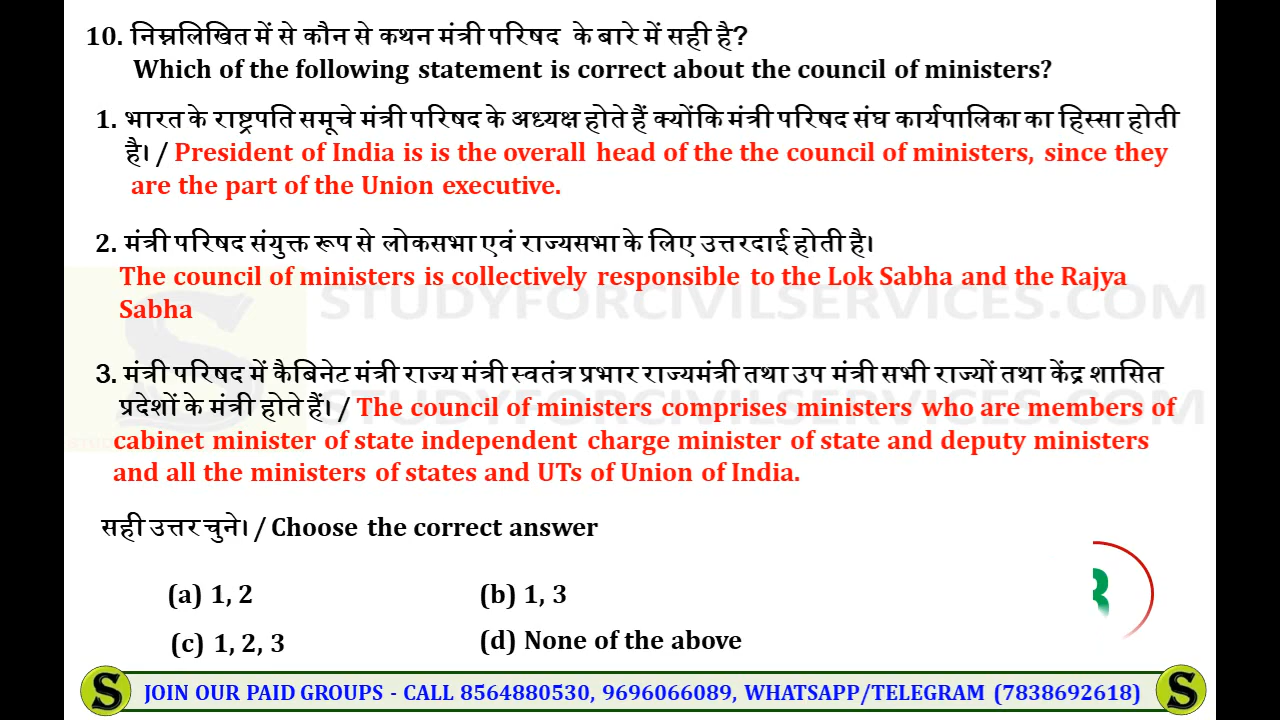 10. निम्नलिखित में से कौन से कथन मंत्री परिषद के बारे में सही है?
Which of the following statement is correct about the council of ministers?
1. भारत के राष्ट्रपति समूचे मंत्री परिषद के अध्यक्ष होते हैं क्योंकि मंत्री परिषद संघ कार्यपालिका का हिस्सा होती
है। / President of India is is the overall head of the the council of ministers, since they
are the part of the Union executive.
2. मंत्री परिषद संयुक्त रूप से लोकसभा एवं राज्यसभा के लिए उत्तरदाई होती है।
The council of ministers is collectively responsible to the Lok Sabha and the Rajya
Sabha
STUDYFORCIVILSERVICES.COM
3. मंत्री परिषद में कैबिनेट मंत्री राज्य मंत्री स्वतंत्र प्रभार राज्यमंत्री तथा उप मंत्री सभी राज्यों तथा केंद्र शासित
प्रदेशों के मंत्री होते हैं। / The council of ministers comprises ministers who are members of
STUDYFORCIVILSERVICES.COM
cabinet minister of state independent charge minister of state and deputy ministers
and all the ministers of states and UTs of Union of India.
सही उत्तर चुने। / Choose the correct answer
(a) 1, 2
(b) 1, 3
(c) 1, 2, 3
(d) None of the above
S JOIN OUR PAID GROUPS - CALL 8564880530, 9696066089, WHATSAPP/TELEGRAM (7838692618) S